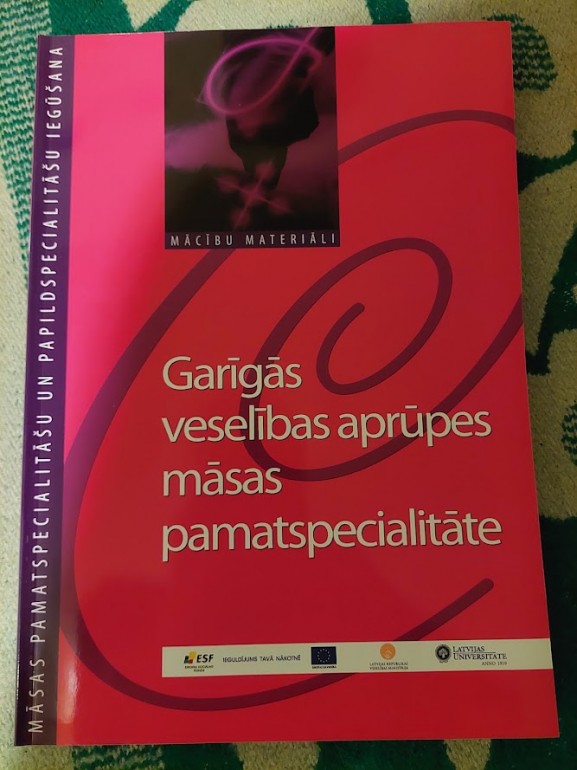 MĀSAS PAMATSPECIALITĀŠU UN PAPILDSPECIALITĀŠU IEGŪŠANA
MĀCĪBU MATERIĀLI
Garīgās
veselības aprūpes
māsas
pamatspecialitāte
ESF
IEGULDĪJUMS TAVĀ NĀKOTNĒ
LATVIJAS
UNIVERSITĀTE